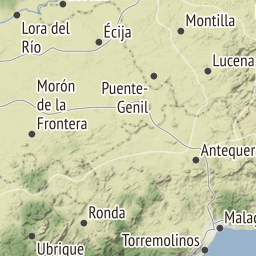 Lora del
Río
Écija
Montilla
Lucena
Puente-
Genil
Morón
de la
Frontera
Antequer
Ronda
Ubrique
Torremolinos
Malag